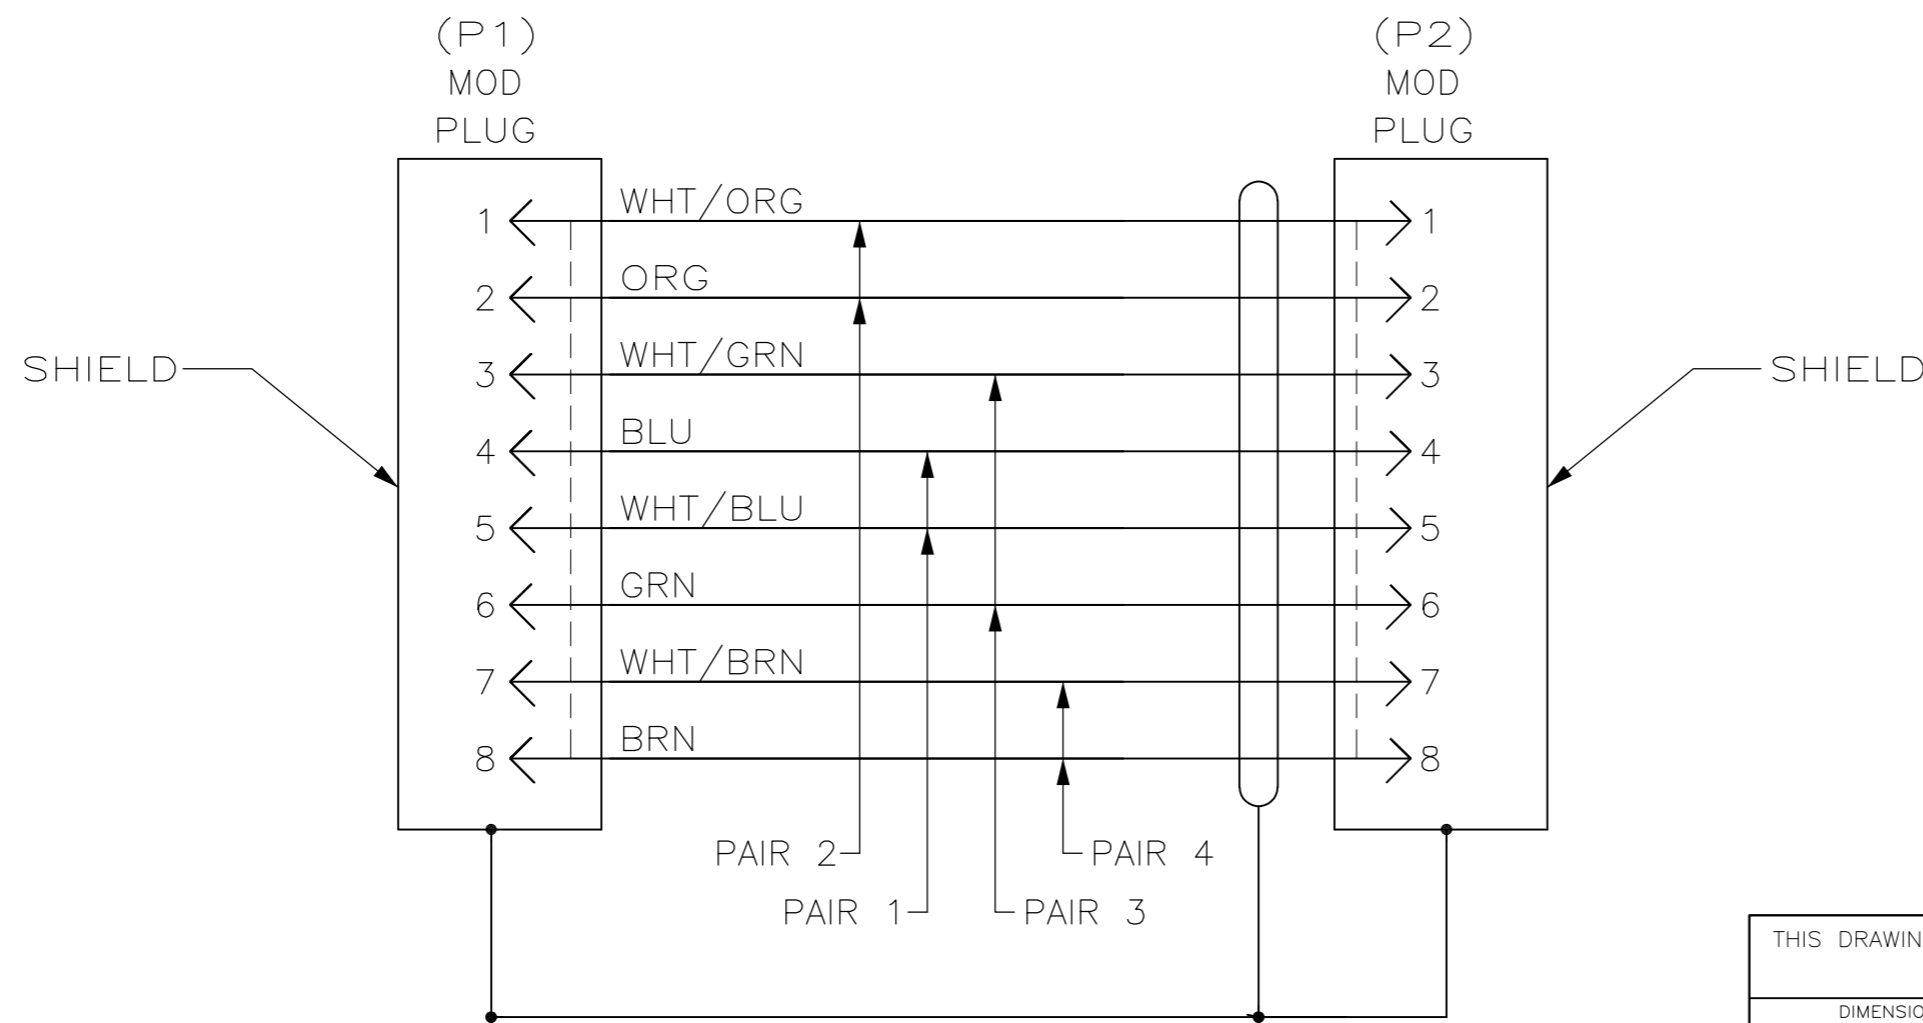 (P1)
MOD
PLUG
(P2)
MOD
PLUG
1 WHT/ORG 1
2 ORG 2
SHIELD 3 WHT/GRN 3 SHIELD
4 BLU 4
5 WHT/BLU 5
6 GRN 6
7 WHT/BRN 7
8 BRN 8
PAIR 2 PAIR 4
PAIR 1 PAIR 3
THIS DRAWIN
DIMENSIO